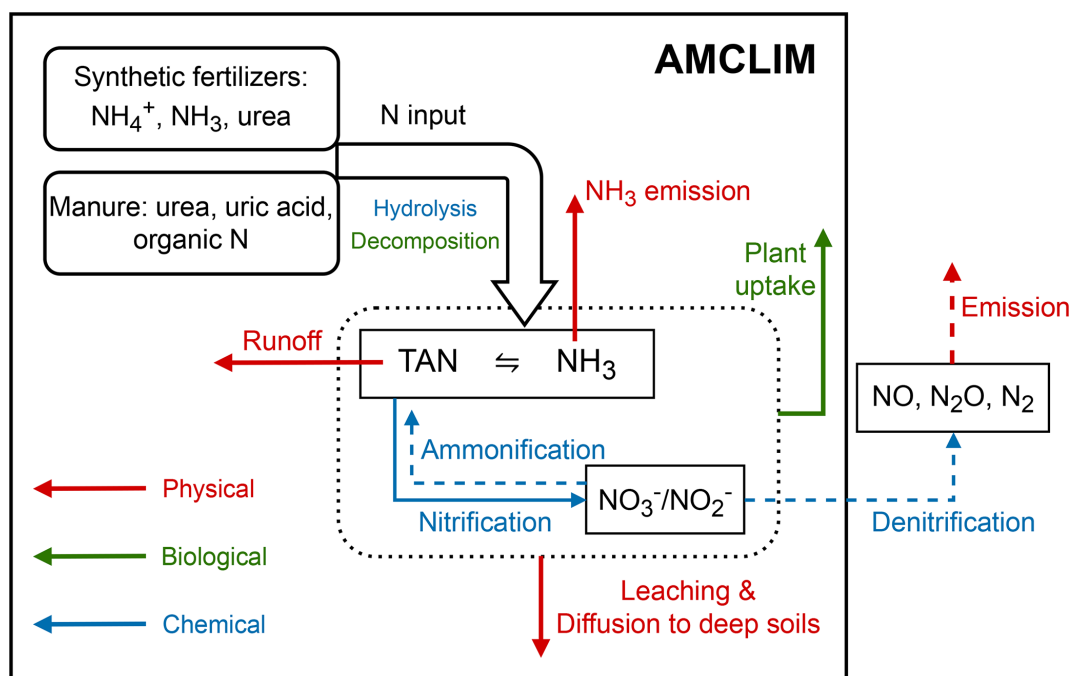 AMCLIM
Synthetic fertilizers:
NH₄⁺, NH₃, urea
N input
Manure: urea, uric acid,
organic N
Hydrolysis
Decomposition
NH₃ emission
Plant
uptake
Emission
Runoff
TAN ⇋ NH₃
NO, N₂O, N₂
Ammonification
NO₃⁻/NO₂⁻
Nitrification
Denitrification
Physical
Biological
Chemical
Leaching &
Diffusion to deep soils